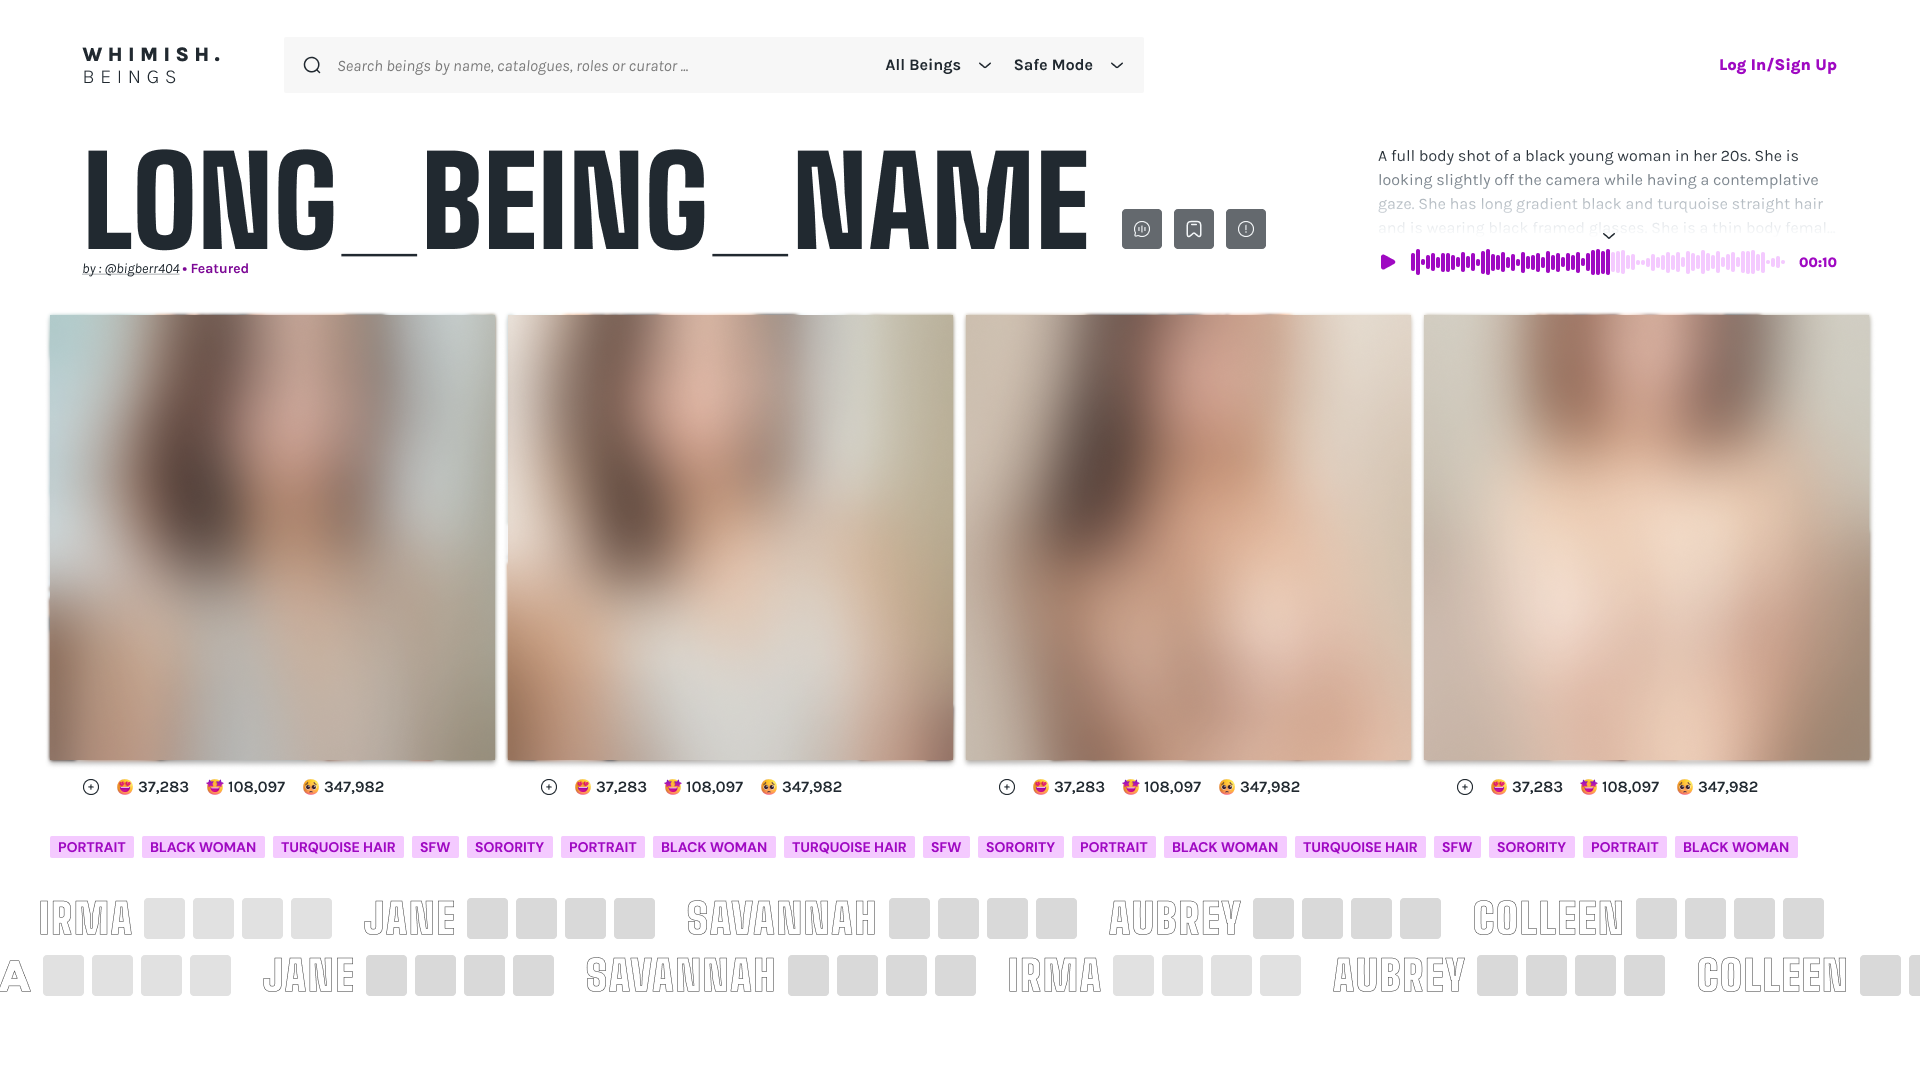 WHIMISH.
BEINGS
Search beings by name, catalogues, roles or curator ...
All Beings
Safe Mode
Log In/Sign Up
LONG__BEING__NAME
by : @bigberr404 • Featured
A full body shot of a black young woman in her 20s. She is
looking slightly off the camera while having a contemplative
gaze. She has long gradient black and turquoise straight hair
and is wearing black framed glasses. She is a thin body femal..
00:10
37,283 108,097 347,982
37,283 108,097 347,982
37,283 108,097 347,982
37,283 108,097 347,982
PORTRAIT BLACK WOMAN TURQUOISE HAIR SFW SORORITY PORTRAIT BLACK WOMAN TURQUOISE HAIR SFW SORORITY PORTRAIT BLACK WOMAN TURQUOISE HAIR SFW SORORITY PORTRAIT BLACK WOMAN
IRMA JANE SAVANNAH AUBREY COLLEEN
A JANE SAVANNAH IRMA AUBREY COLLEEN